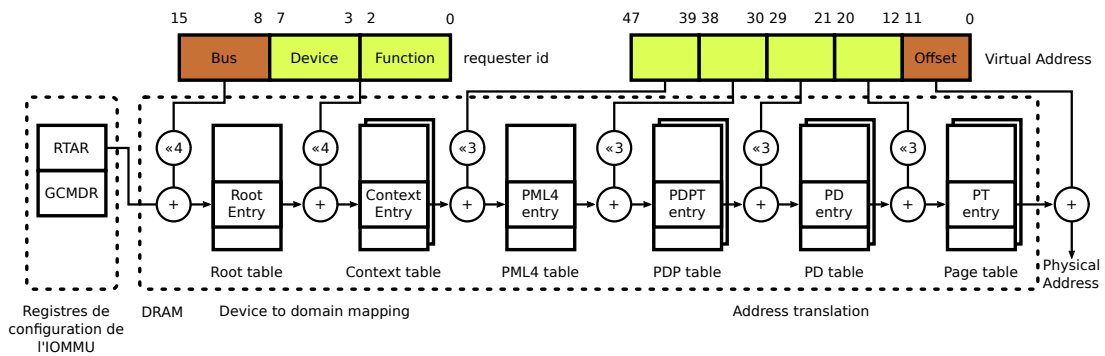 15 8 7 3 2 0 47 39 38 30 29 21 20 12 11 0
Bus Device Function requester id Offset Virtual Address
RTAR «4 «4 «3 «3 «3 «3
GCMDR + Root Entry + Context Entry + PML4 entry + PDPT entry + PD entry + PT entry +
Root table Context table PML4 table PDP table PD table Page table Physical Address
Registres de configuration de l'IOMMU DRAM Device to domain mapping Address translation